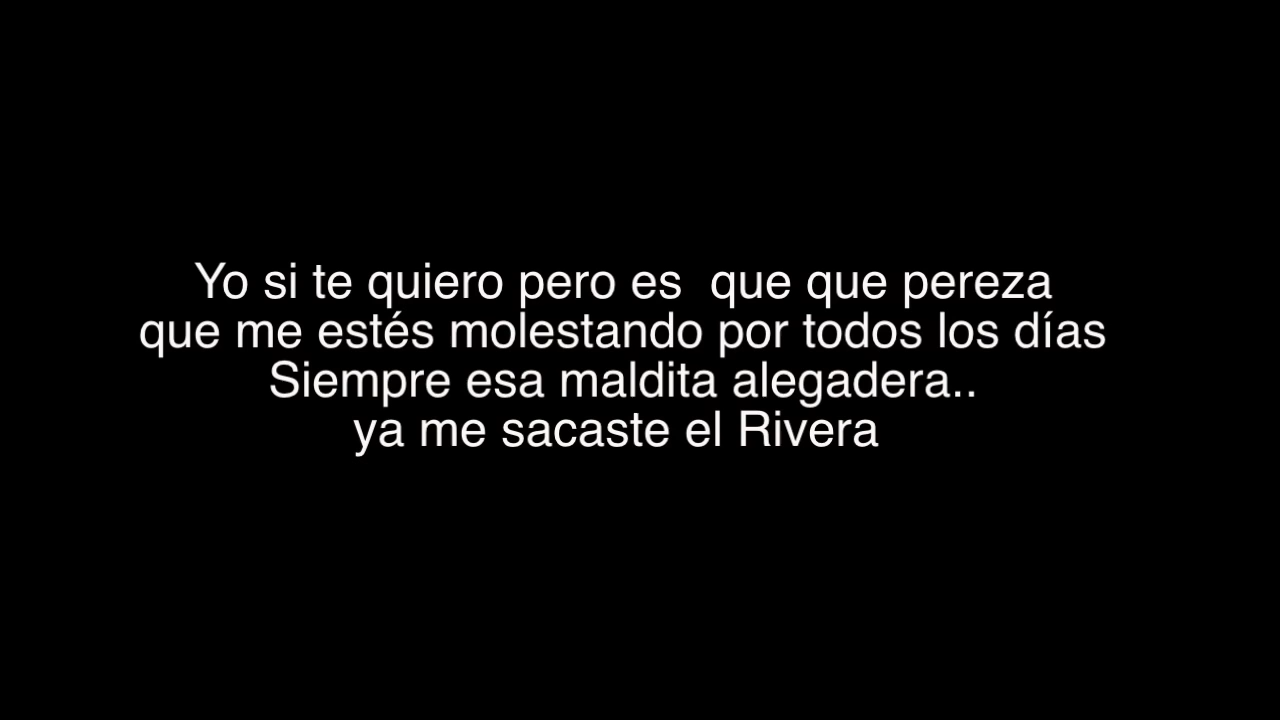 Yo si te quiero pero es  que que pereza
que me estés molestando por todos los días
Siempre esa maldita alegadera..
ya me sacaste el Rivera